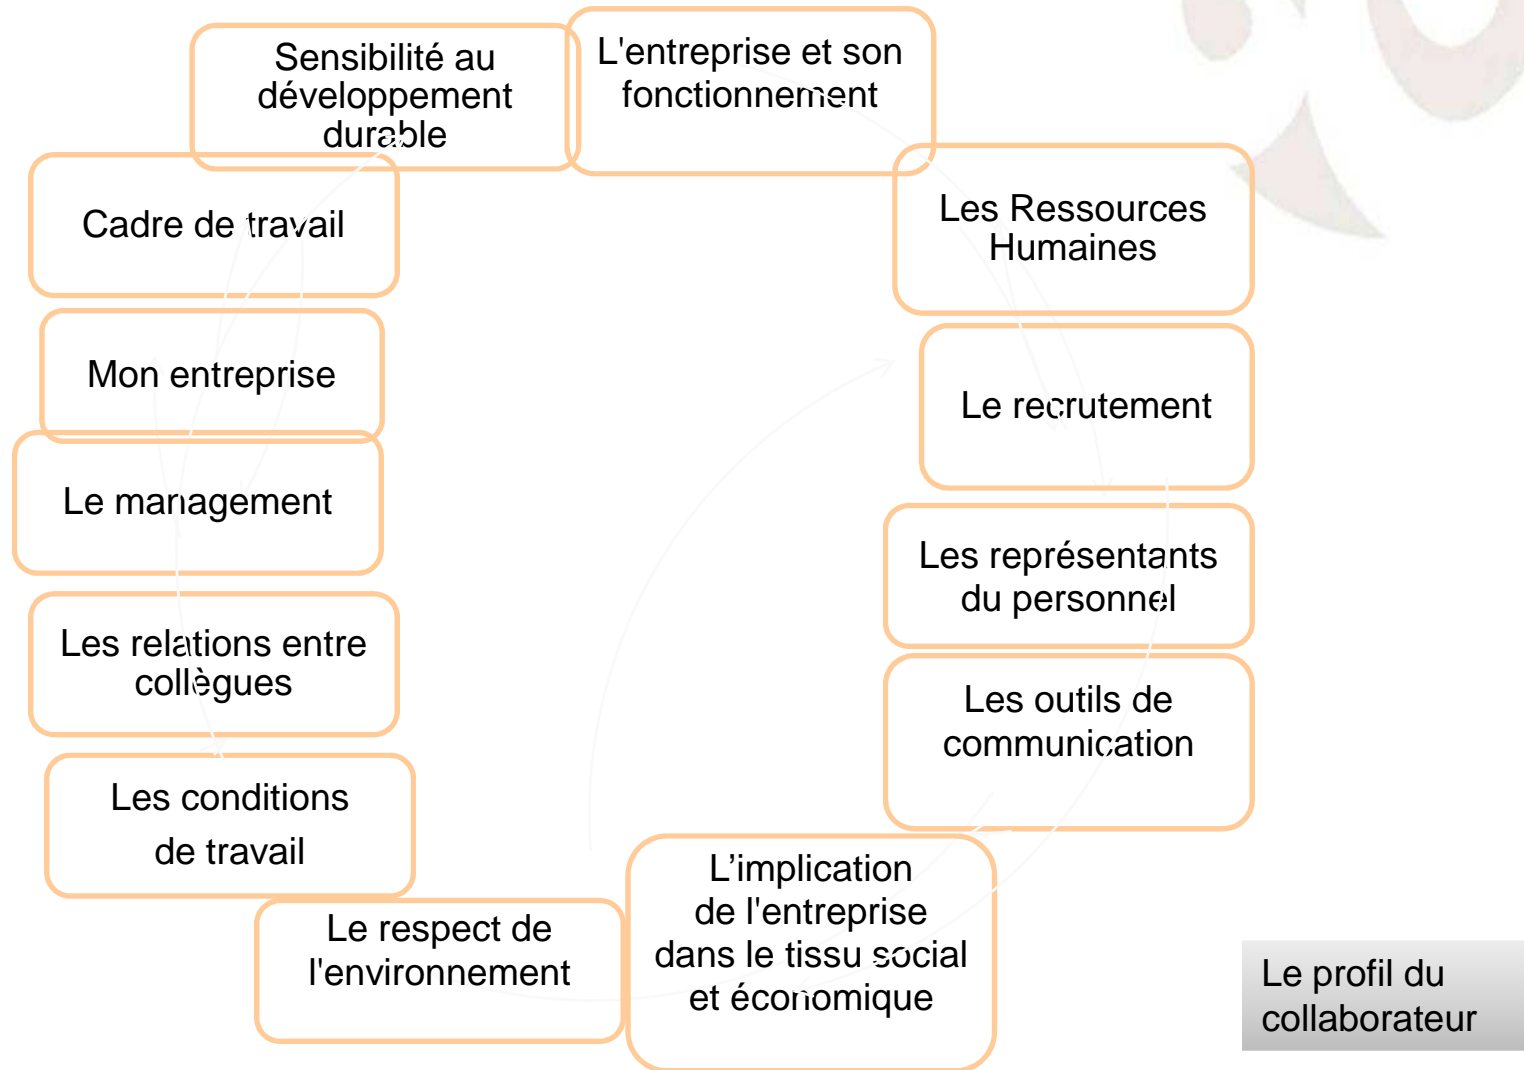 Sensibilité au
développement
durable
L'entreprise et son
fonctionnement
Les Ressources
Humaines
Le recrutement
Les représentants
du personnel
Les outils de
communication
L’implication
de l'entreprise
dans le tissu social
et économique
Le respect de
l'environnement
Les conditions
de travail
Les relations entre
collègues
Le management
Mon entreprise
Cadre de travail
Le profil du
collaborateur